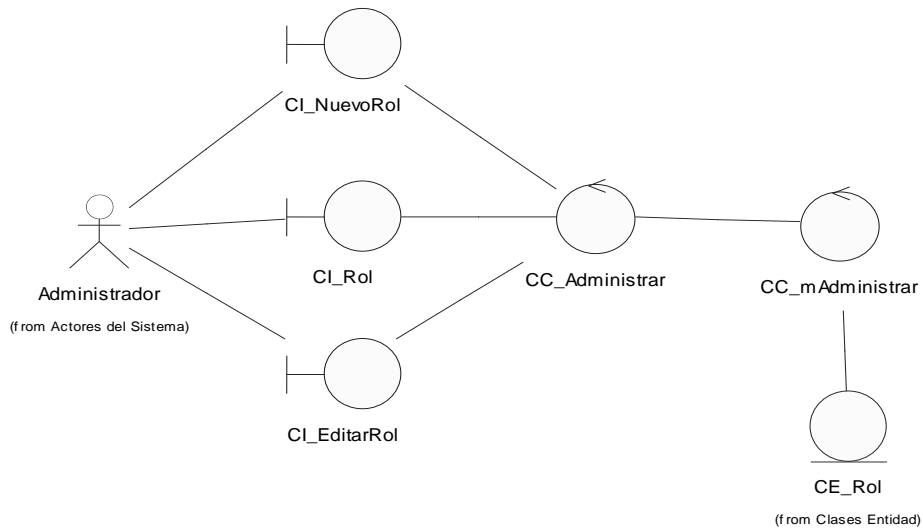 CI_NuevoRol
Administrador
(from Actores del Sistema)
CI_Rol
CC_Administrar
CC_mAdministrar
CI_EditarRol
CE_Rol
(from Clases Entidad)